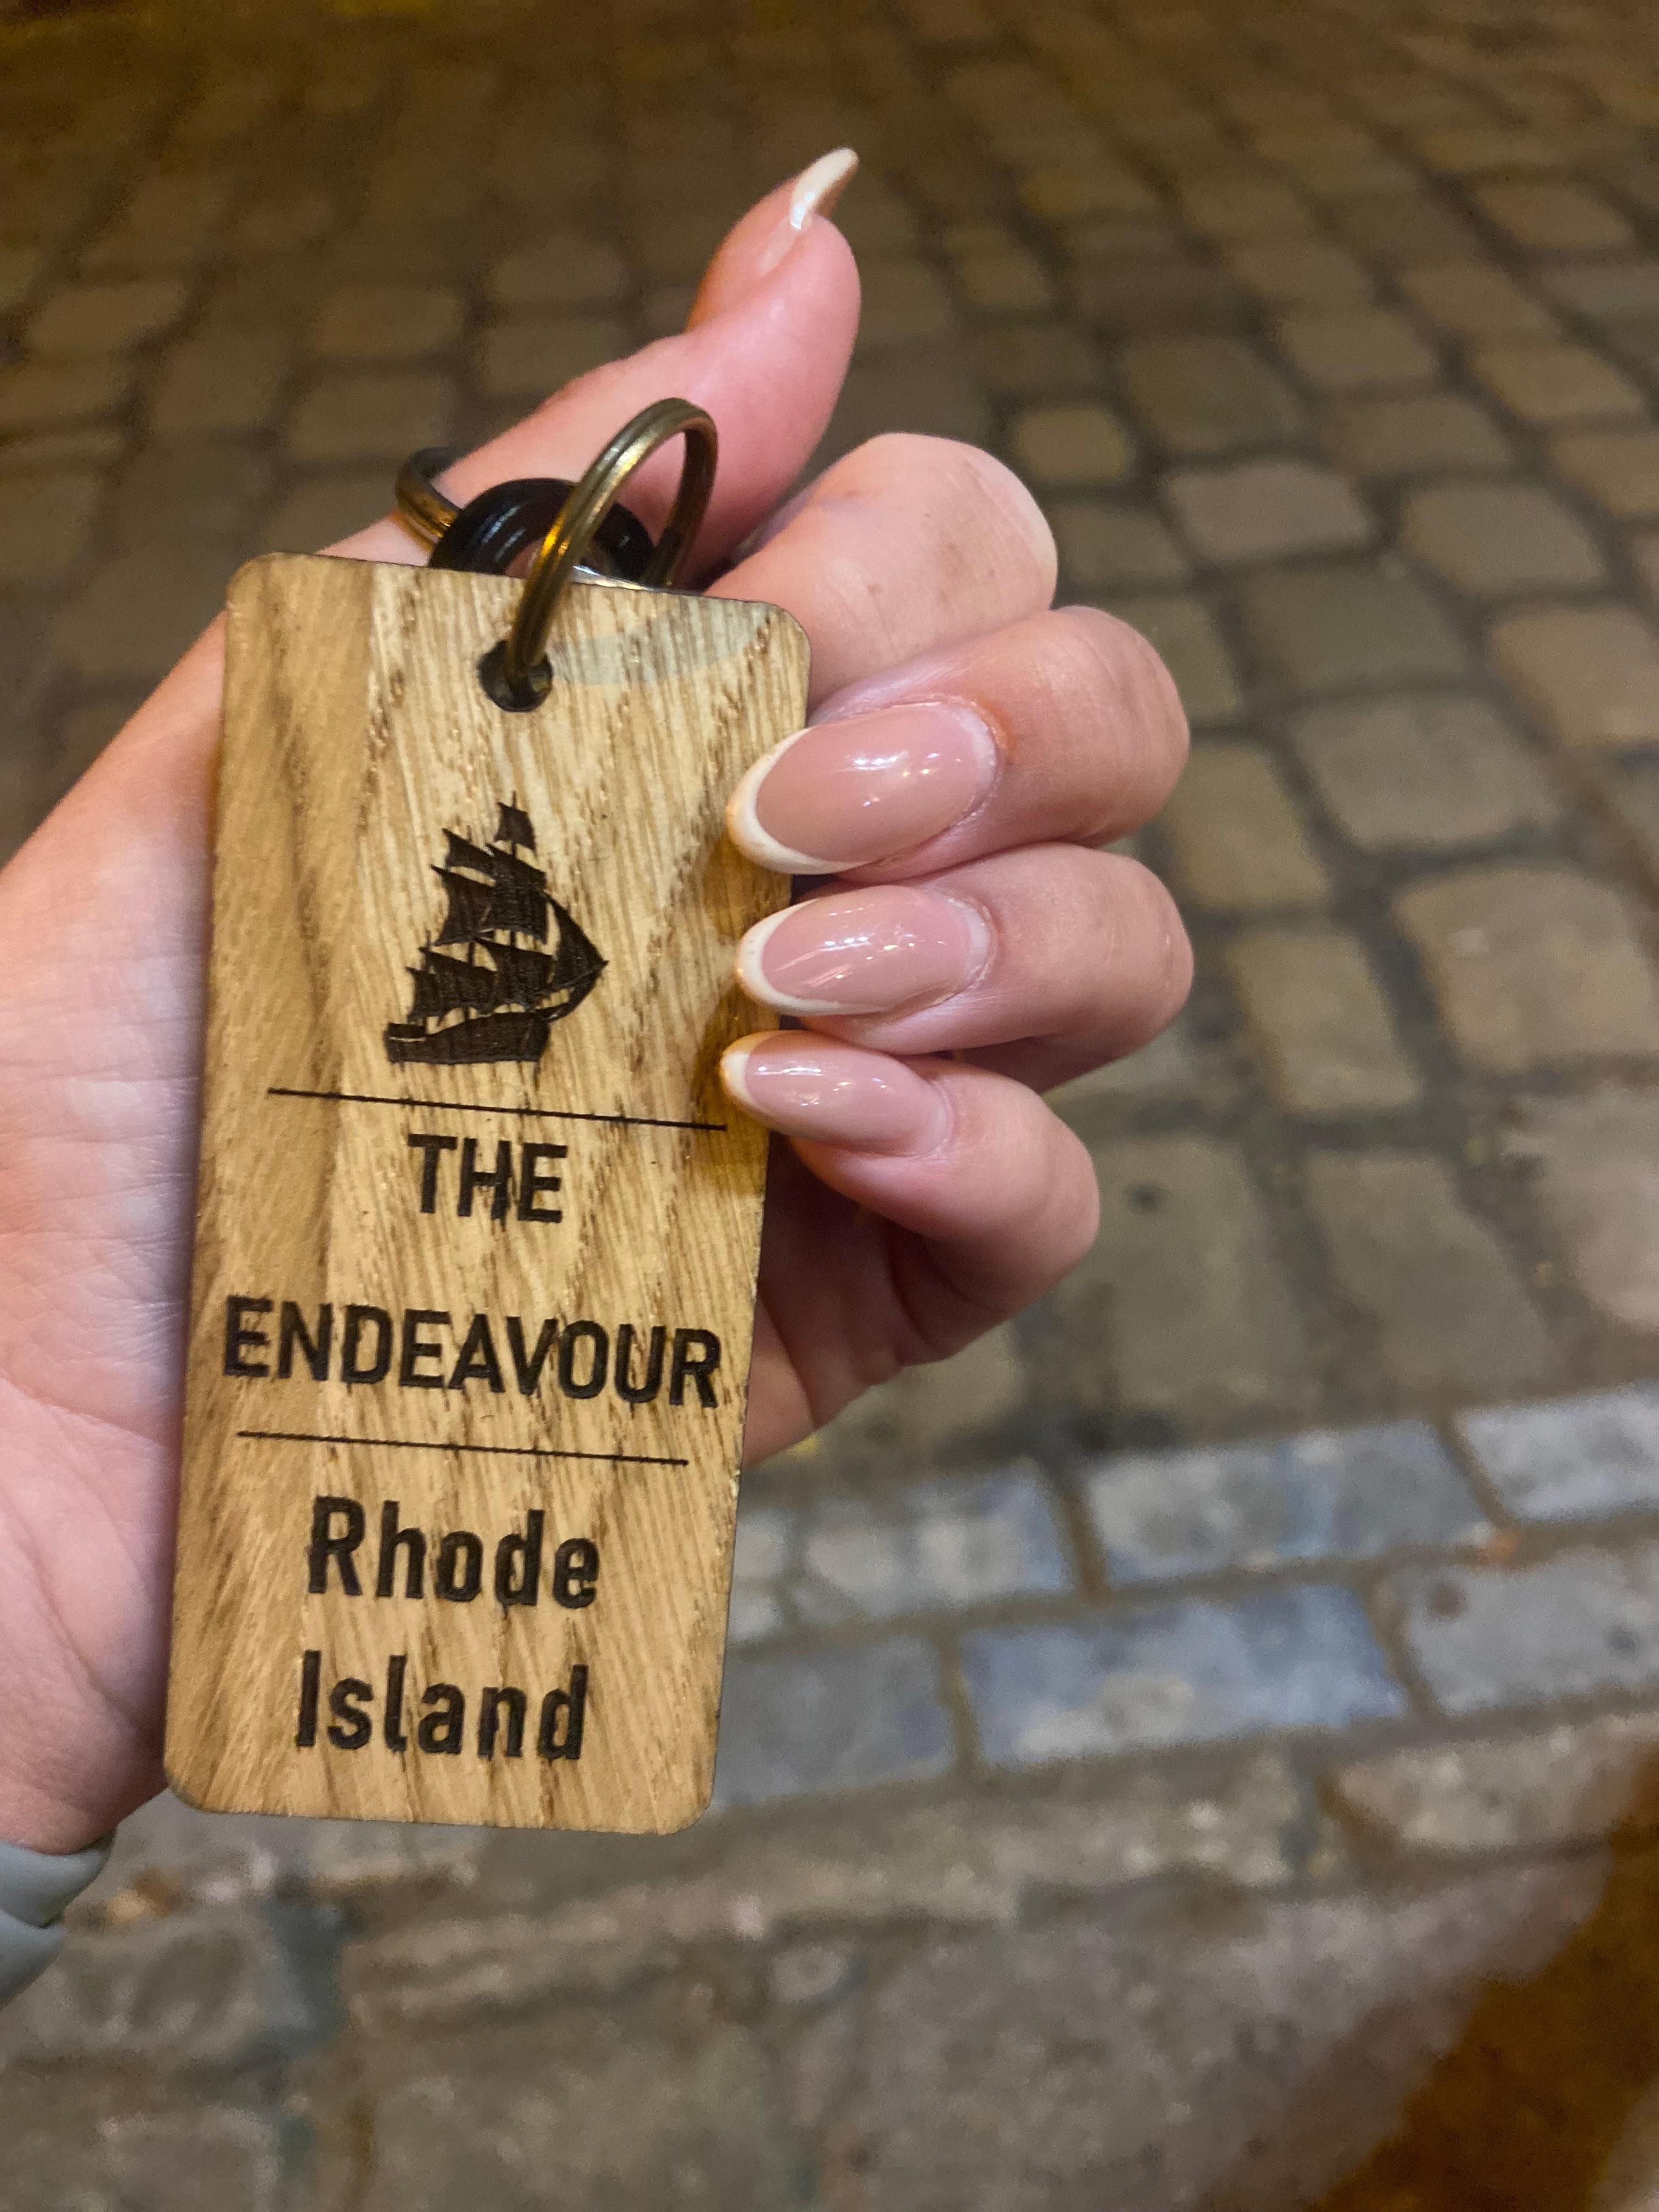 THE
ENDEAVOUR
Rhode
Island